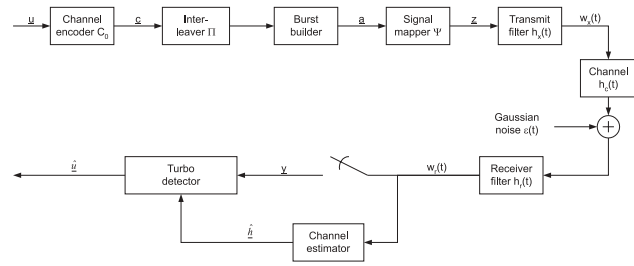 u
Channel
encoder C0
c
Inter-
leaver Π
Burst
builder
a
Signal
mapper Ψ
z
Transmit
filter hx(t)
wx(t)
Channel
hc(t)
Gaussian
noise ε(t)
+
û
Turbo
detector
y
wr(t)
Receiver
filter hr(t)
ĥ
Channel
estimator